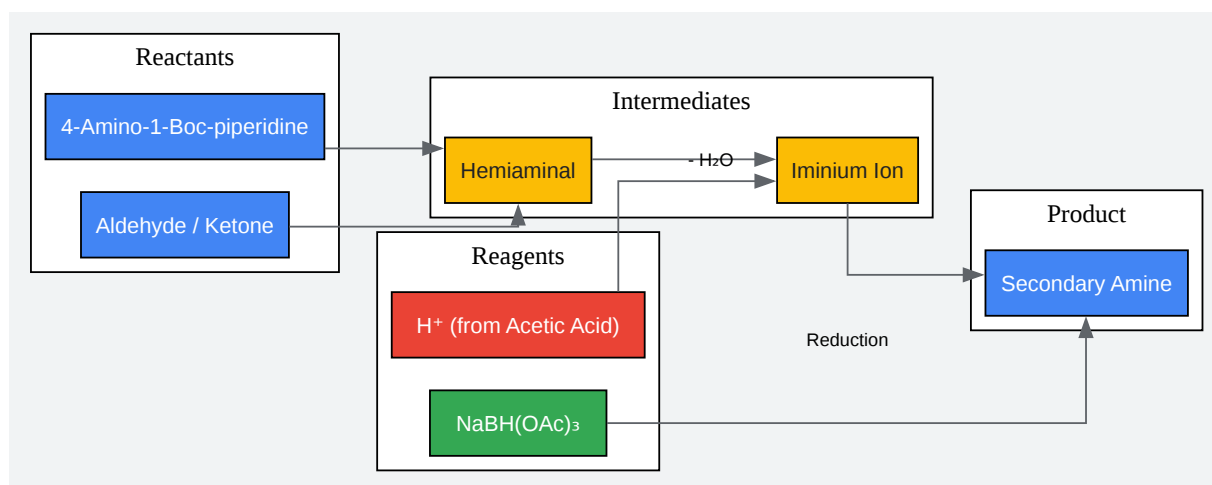 Reactants
4-Amino-1-Boc-piperidine
Aldehyde / Ketone
Intermediates
Hemiaminal
- H₂O
Iminium Ion
Reagents
H⁺ (from Acetic Acid)
NaBH(OAc)₃
Reduction
Product
Secondary Amine